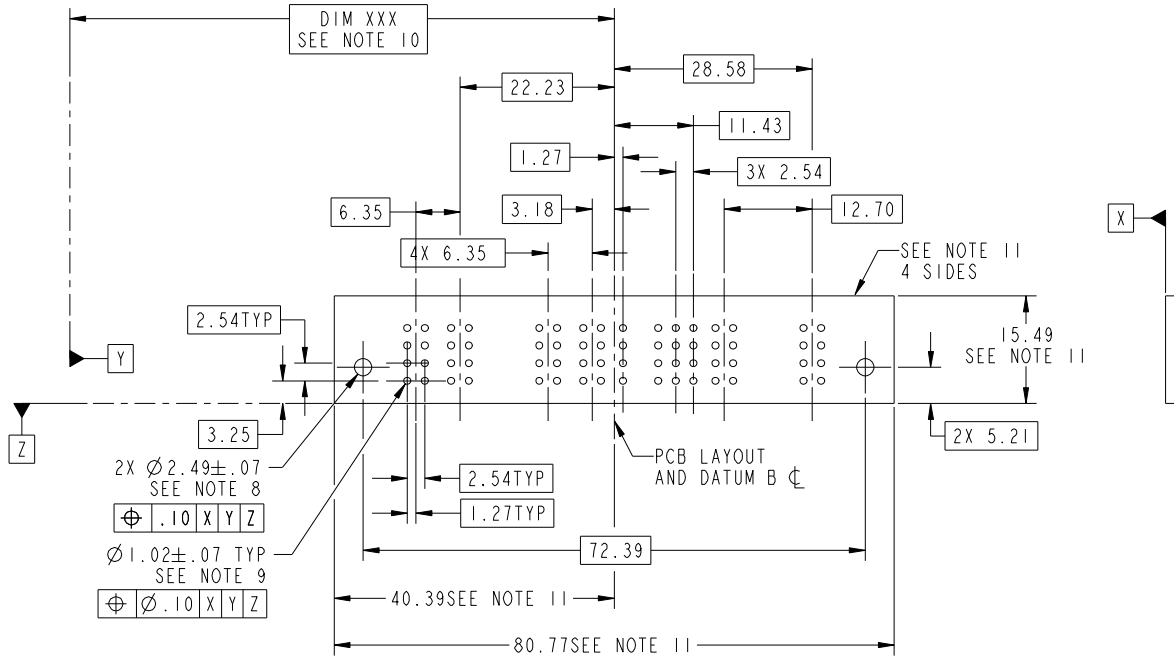 DIM XXX
SEE NOTE 10
28.58
22.23
11.43
1.27
3X 2.54
6.35
3.18
12.70
X
4X 6.35
SEE NOTE 11
4 SIDES
2.54TYP
15.49
SEE NOTE 11
Y
Z
3.25
2X 5.21
2X Ø2.49±.07
SEE NOTE 8
⌖ .10 X Y Z
PCB LAYOUT
AND DATUM B ℄
2.54TYP
1.27TYP
Ø1.02±.07 TYP
SEE NOTE 9
⌖ Ø.10 X Y Z
72.39
40.39SEE NOTE 11
80.77SEE NOTE 11